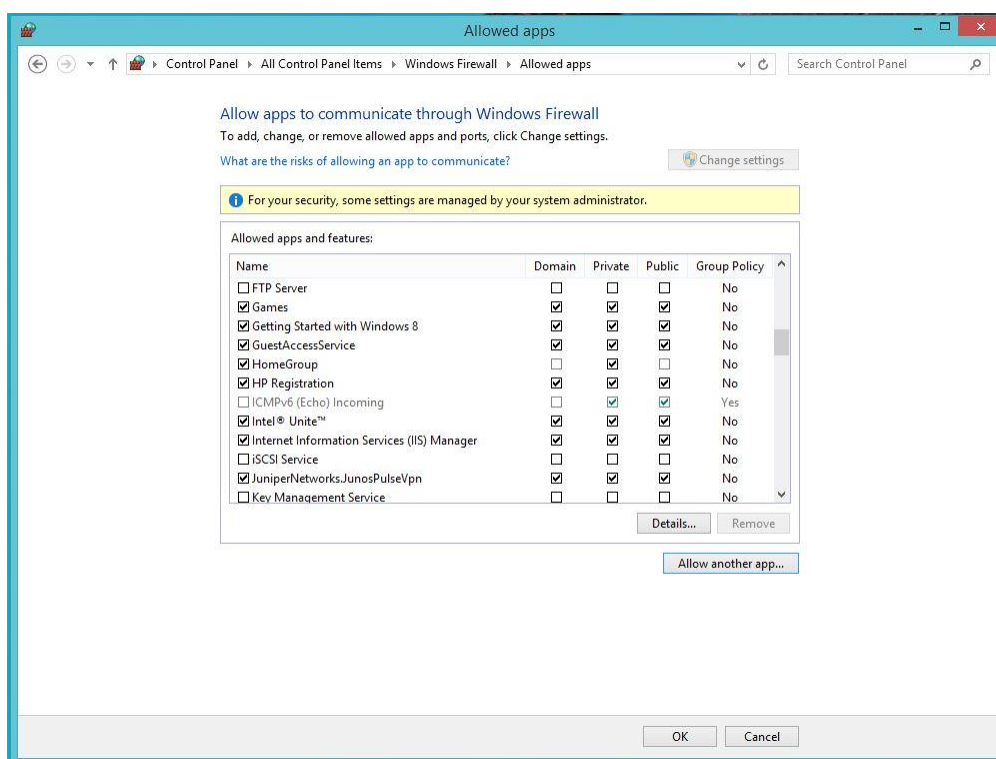 Allowed apps
Control Panel All Control Panel Items Windows Firewall Allowed apps Search Control Panel
Allow apps to communicate through Windows Firewall
To add, change, or remove allowed apps and ports, click Change settings.
What are the risks of allowing an app to communicate? Change settings
For your security, some settings are managed by your system administrator.
Allowed apps and features:
Name Domain Private Public Group Policy
FTP Server No
Games No
Getting Started with Windows 8 No
GuestAccessService No
HomeGroup No
HP Registration No
ICMPv6 (Echo) Incoming Yes
Intel® Unite™ No
Internet Information Services (IIS) Manager No
iSCSI Service No
JuniperNetworks.JunosPulseVpn No
Key Management Service No
Details... Remove
Allow another app...
OK Cancel